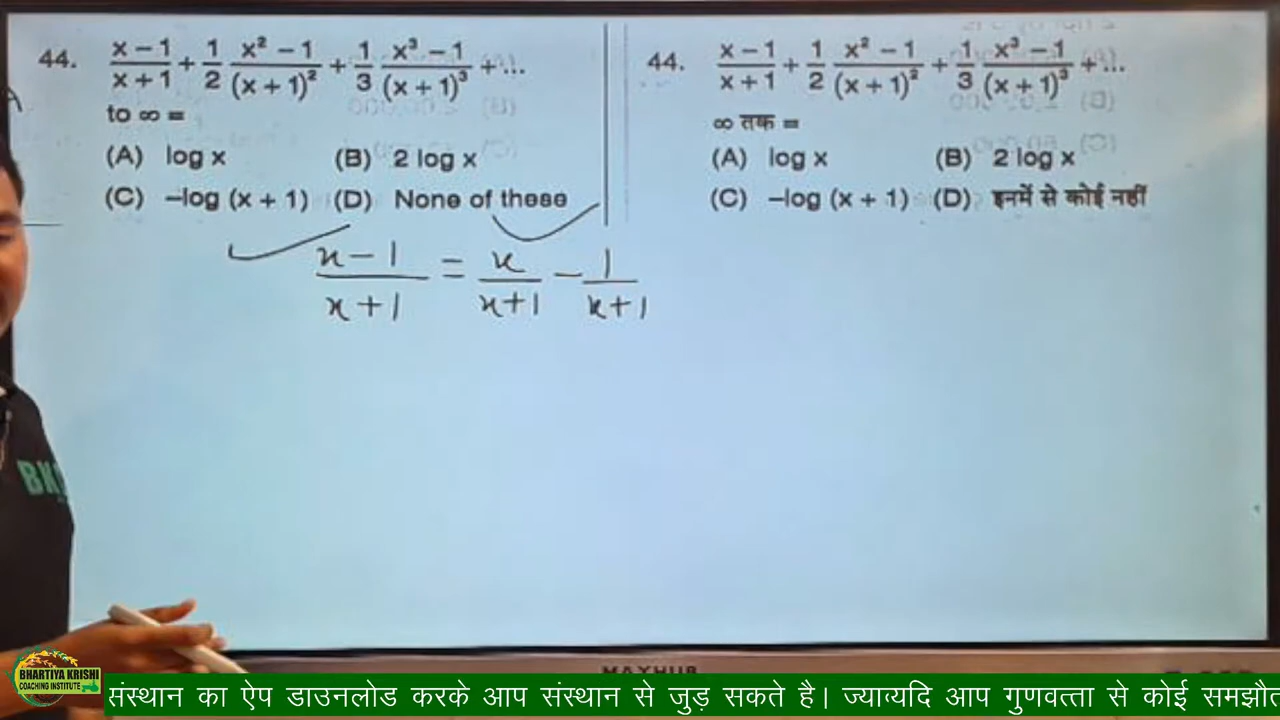 44. (x − 1)/(x + 1) + 1/2 (x² − 1)/(x + 1)² + 1/3 (x³ − 1)/(x + 1)³ + ...
to ∞ =
(A) log x (B) 2 log x
(C) –log (x + 1) (D) None of these
44. (x − 1)/(x + 1) + 1/2 (x² − 1)/(x + 1)² + 1/3 (x³ − 1)/(x + 1)³ + ...
∞ तक =
(A) log x (B) 2 log x
(C) –log (x + 1) (D) इनमें से कोई नहीं
(x − 1)/(x + 1) = x/(x + 1) − 1/(x + 1)
BK
MAXHUB
BHARTIYA KRISHI
COACHING INSTITUTE
संस्थान का ऐप डाउनलोड करके आप संस्थान से जुड़ सकते है। ज्याय्यदि आप गुणवत्ता से कोई समझौत